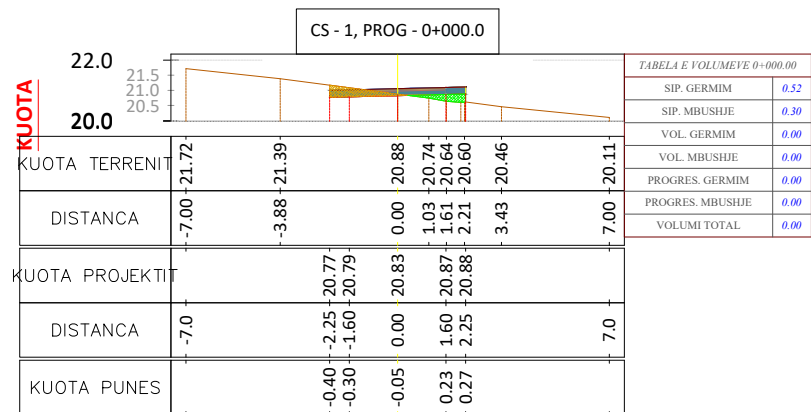 CS - 1, PROG - 0+000.0
KUOTA
22.0
21.5
21.0
20.5
20.0
KUOTA TERRENIT -21.72 -21.39 -20.88 -20.74 -20.64 -20.60 -20.46 -20.11
DISTANCA -7.00 -3.88 0.00 1.03 1.61 2.21 3.43 7.00
KUOTA PROJEKTIT 20.77 20.79 20.83 20.87 20.88
DISTANCA -7.0 -2.25 -1.60 0.00 1.60 2.25 7.0
KUOTA PUNES -0.40 -0.30 -0.05 0.23 0.27
TABELA E VOLUMEVE 0+000.00
SIP. GERMIM 0.52
SIP. MBUSHJE 0.30
VOL. GERMIM 0.00
VOL. MBUSHJE 0.00
PROGRES. GERMIM 0.00
PROGRES. MBUSHJE 0.00
VOLUMI TOTAL 0.00